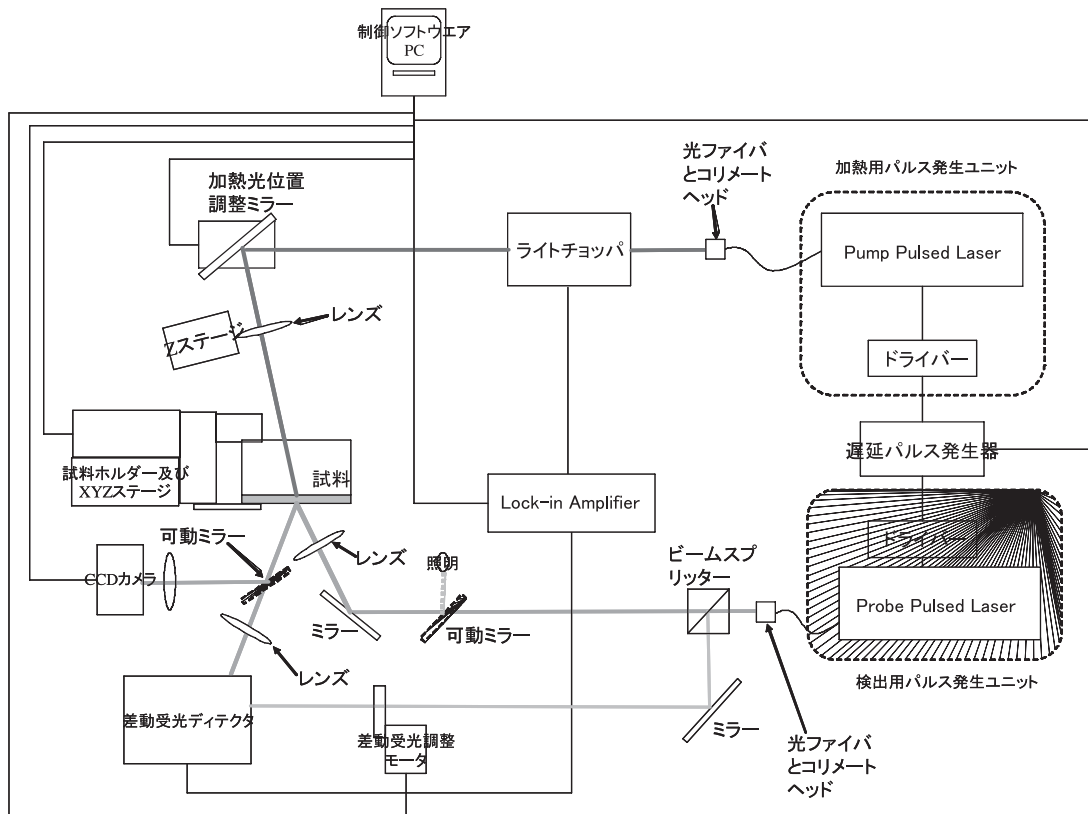 制御ソフトウエア
PC
加熱光位置
調整ミラー
光ファイバ
とコリメート
ヘッド
加熱用パルス発生ユニット
ライトチョッパ
Pump Pulsed Laser
レンズ
Zステージ
ドライバー
遅延パルス発生器
試料
試料ホルダー及び
XYZステージ
Lock-in Amplifier
可動ミラー
レンズ
照明
ビームスプ
リッター
ドライバー
CCDカメラ
Probe Pulsed Laser
ミラー
可動ミラー
レンズ
検出用パルス発生ユニット
差動受光ディテクタ
差動受光調整
モータ
ミラー
光ファイバ
とコリメート
ヘッド